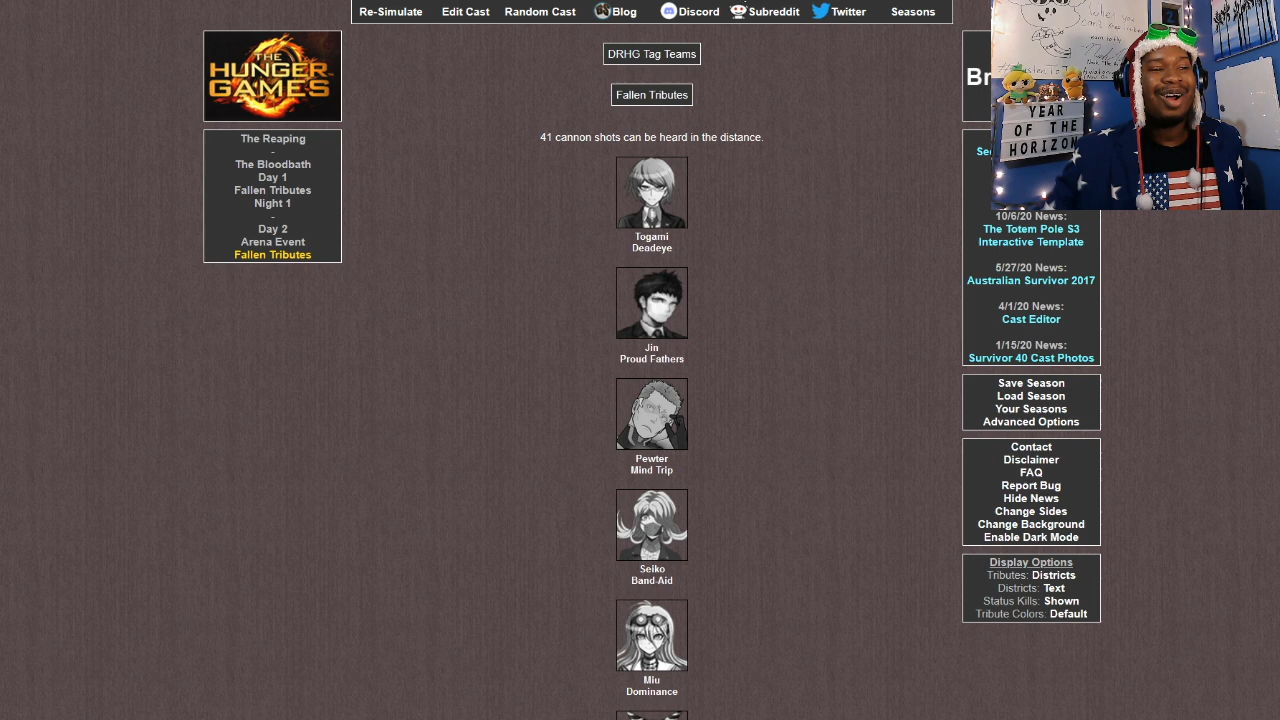 Re-Simulate Edit Cast Random Cast Blog Discord Subreddit Twitter Seasons
THE
HUNGER
GAMES
The Reaping
-
The Bloodbath
Day 1
Fallen Tributes
Night 1
-
Day 2
Arena Event
Fallen Tributes
DRHG Tag Teams
Fallen Tributes
41 cannon shots can be heard in the distance.
Togami
Deadeye
Jin
Proud Fathers
Pewter
Mind Trip
Seiko
Band-Aid
Miu
Dominance
Br
YEAR
OF THE
HORIZON
2
Se
10/6/20 News:
The Totem Pole S3
Interactive Template
5/27/20 News:
Australian Survivor 2017
4/1/20 News:
Cast Editor
1/15/20 News:
Survivor 40 Cast Photos
Save Season
Load Season
Your Seasons
Advanced Options
Contact
Disclaimer
FAQ
Report Bug
Hide News
Change Sides
Change Background
Enable Dark Mode
Display Options
Tributes: Districts
Districts: Text
Status Kills: Shown
Tribute Colors: Default